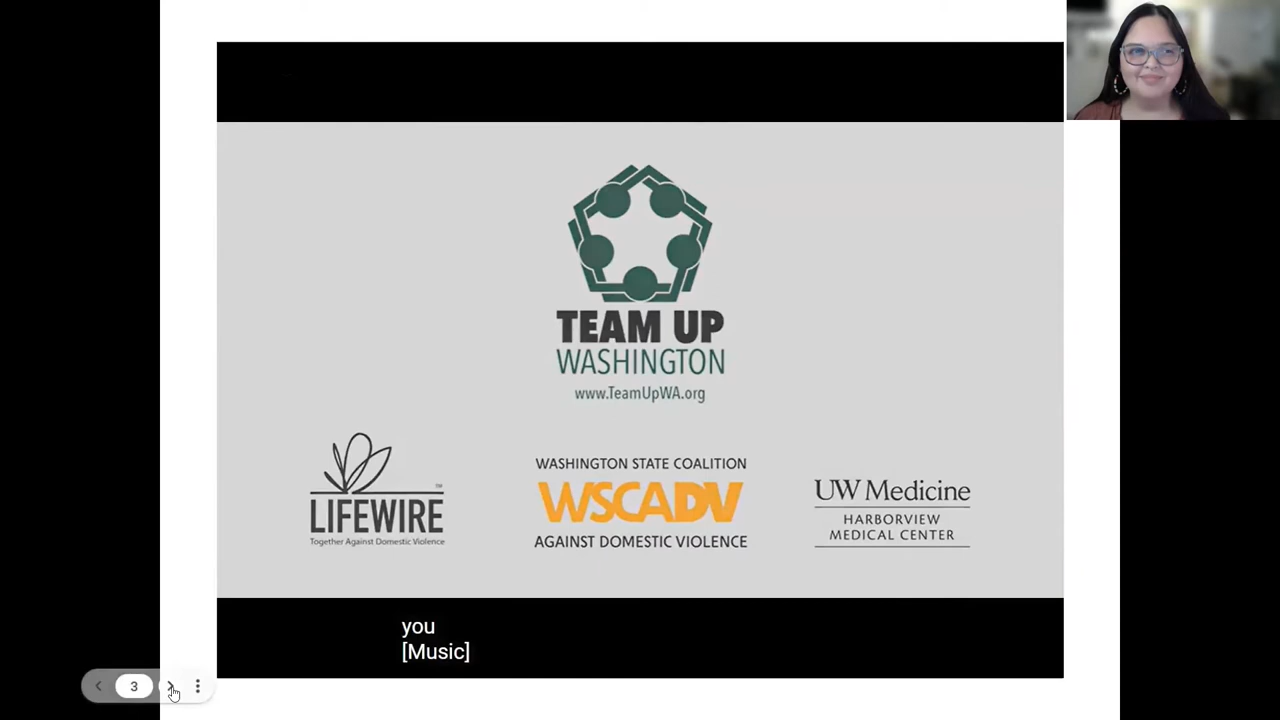 TEAM UP
WASHINGTON
www.TeamUpWA.org
LIFEWIRE™
Together Against Domestic Violence
WASHINGTON STATE COALITION
WSCADV
AGAINST DOMESTIC VIOLENCE
UW Medicine
HARBORVIEW
MEDICAL CENTER
you
[Music]
3